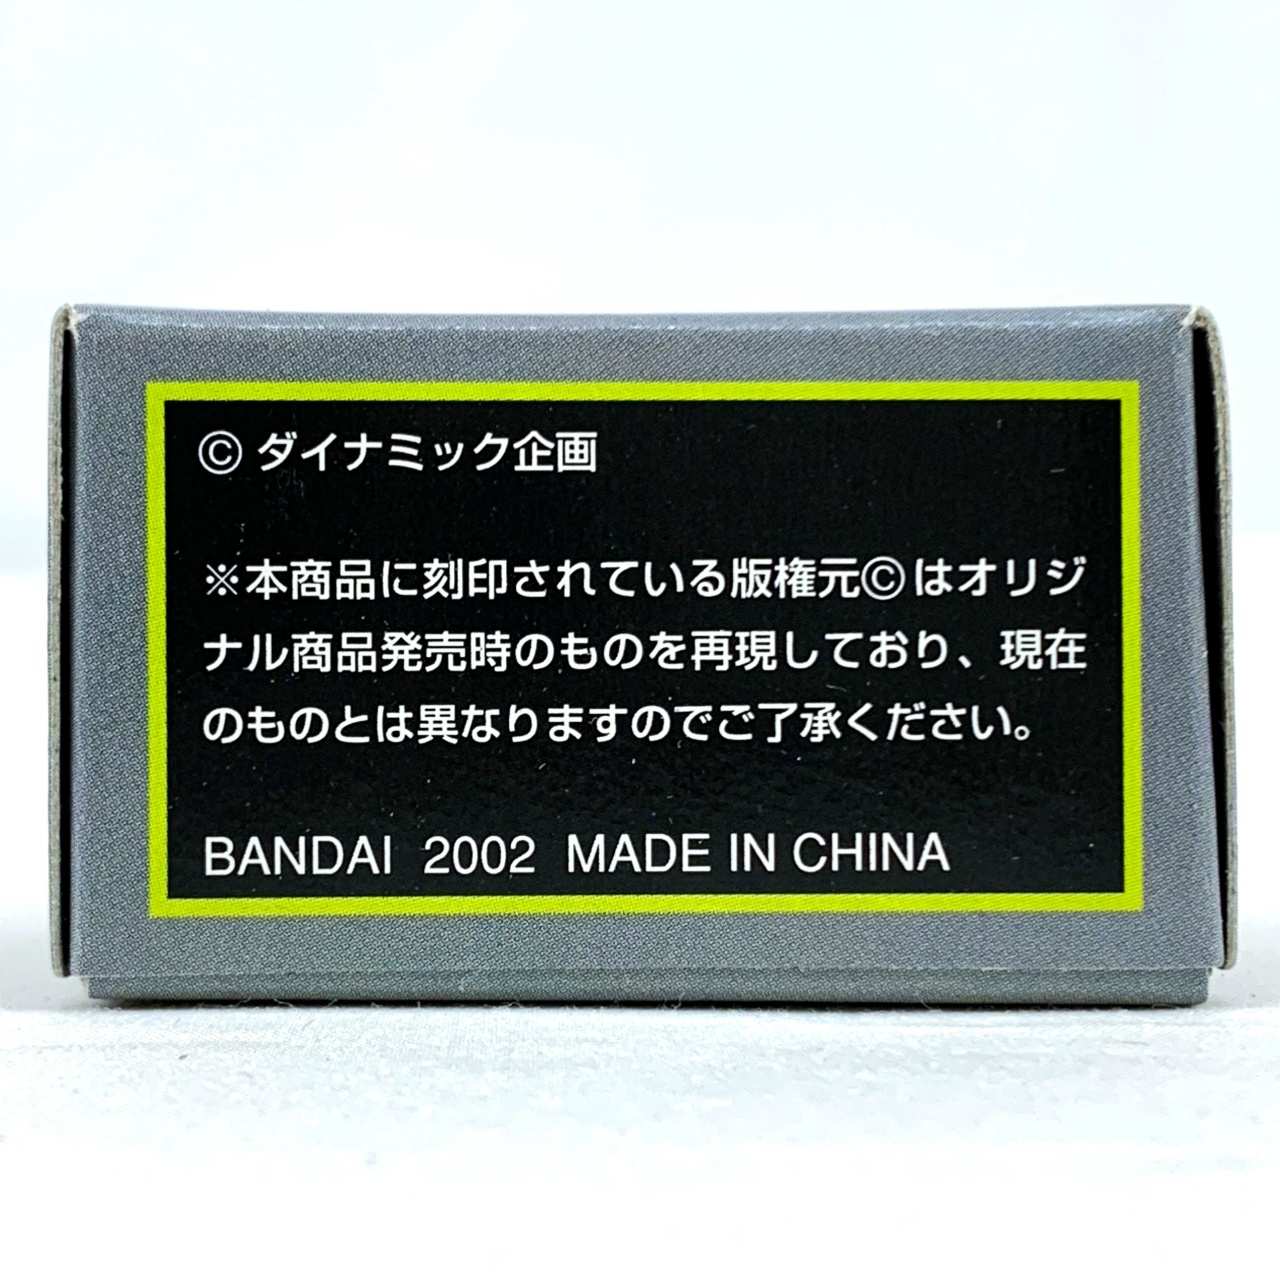 © ダイナミック企画
※本商品に刻印されている版権元©はオリジ
ナル商品発売時のものを再現しており、現在
のものとは異なりますのでご了承ください。
BANDAI 2002 MADE IN CHINA